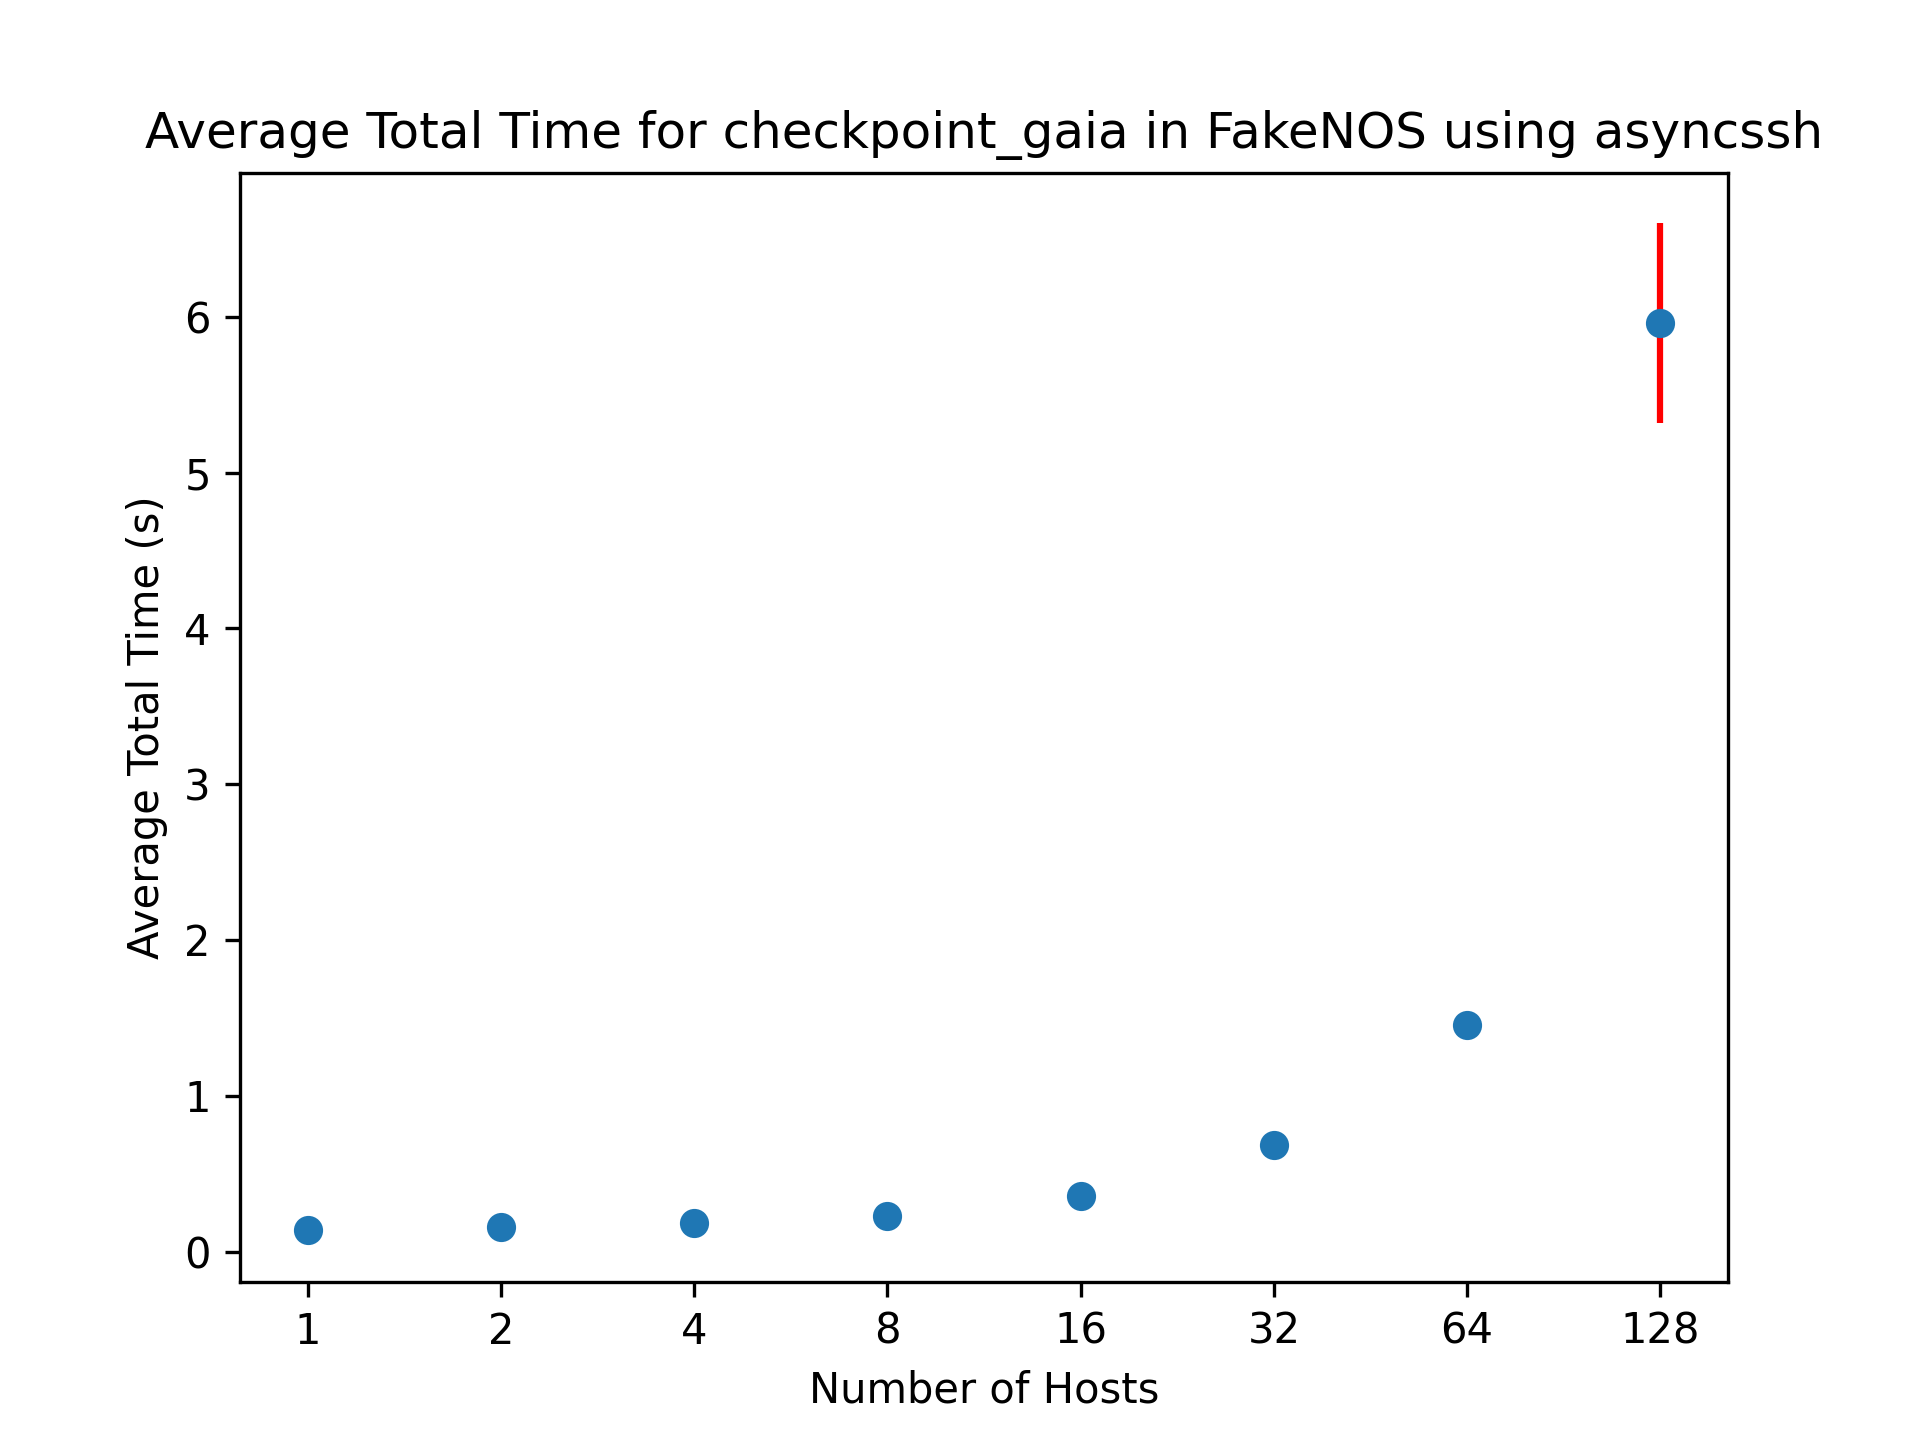 Average Total Time for checkpoint_gaia in FakeNOS using asyncssh
Average Total Time (s)
6
5
4
3
2
1
0
1 2 4 8 16 32 64 128
Number of Hosts